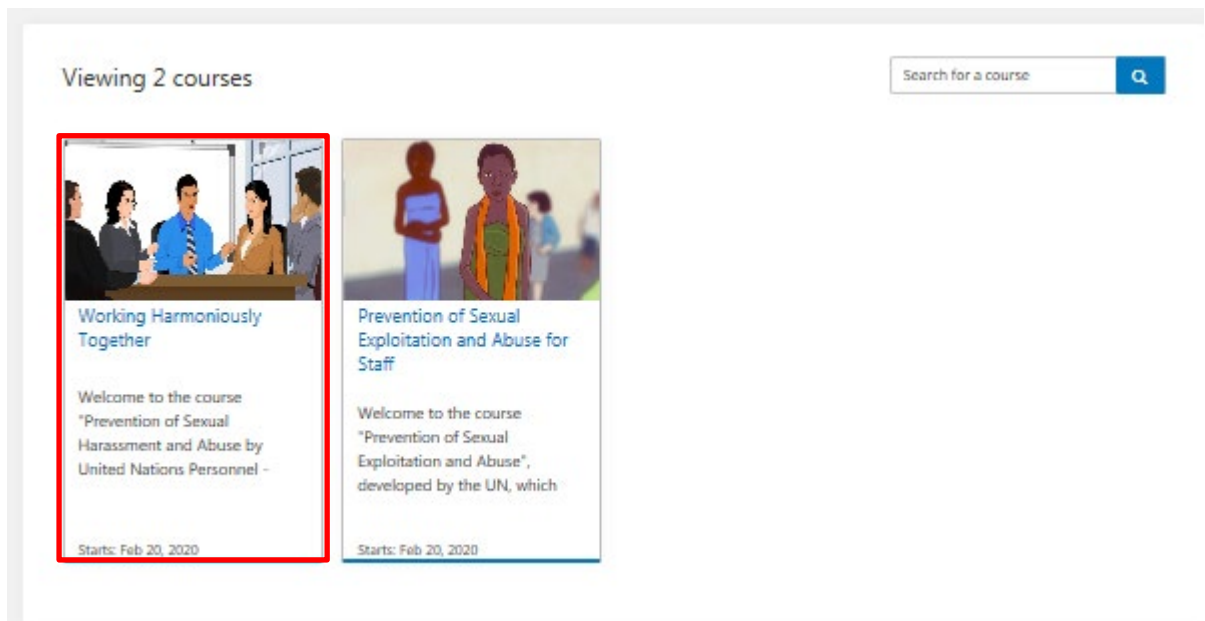 Viewing 2 courses
Search for a course
Working Harmoniously
Together
Welcome to the course
"Prevention of Sexual
Harassment and Abuse by
United Nations Personnel -
Starts: Feb 20, 2020
Prevention of Sexual
Exploitation and Abuse for
Staff
Welcome to the course
"Prevention of Sexual
Exploitation and Abuse",
developed by the UN, which
Starts: Feb 20, 2020